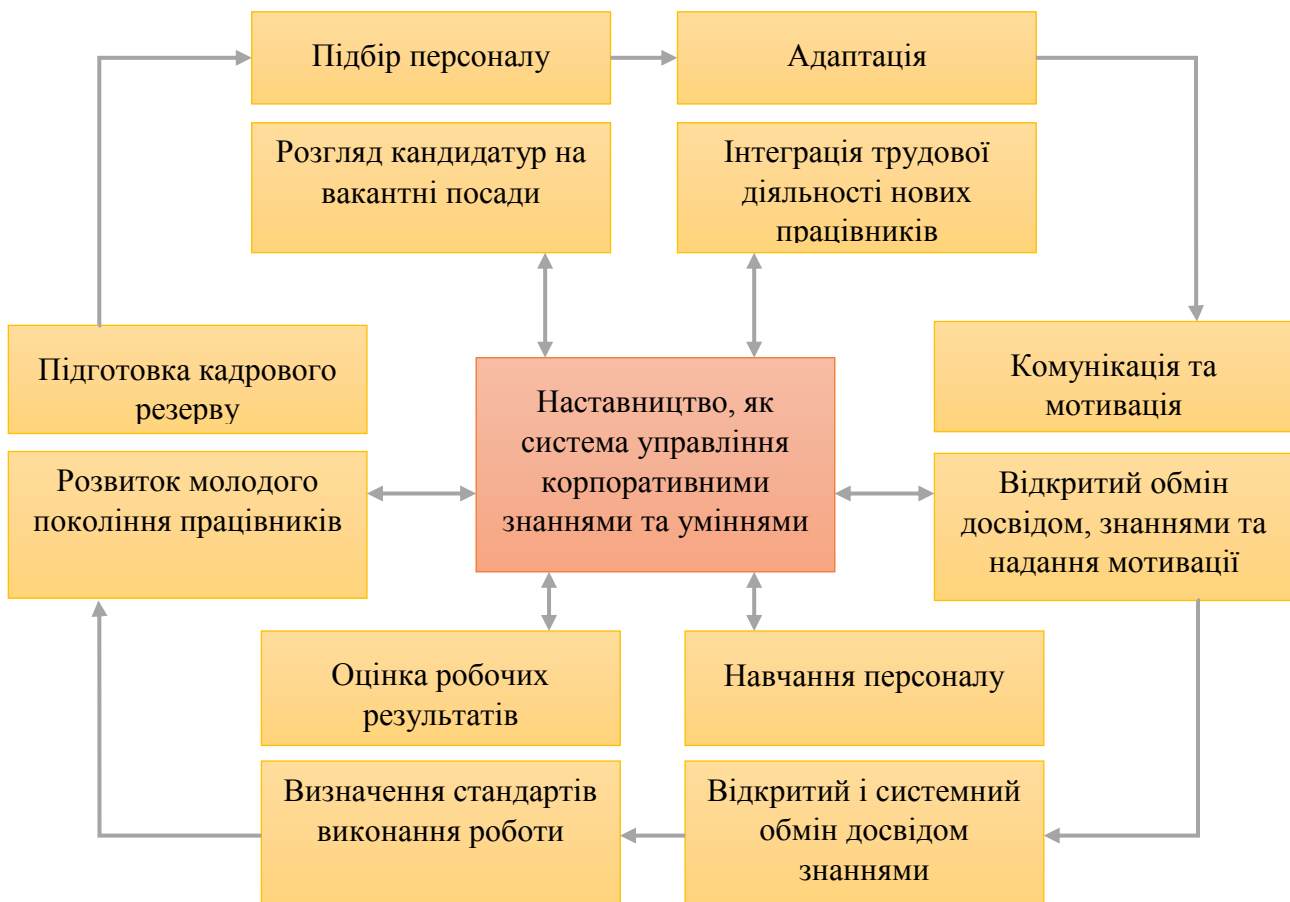 Підбір персоналу
Адаптація
Розгляд кандидатур на
вакантні посади
Інтеграція трудової
діяльності нових
працівників
Підготовка кадрового
резерву
Комунікація та
мотивація
Наставництво, як
система управління
корпоративними
знаннями та уміннями
Розвиток молодого
покоління працівників
Відкритий обмін
досвідом, знаннями та
надання мотивації
Оцінка робочих
результатів
Навчання персоналу
Визначення стандартів
виконання роботи
Відкритий і системний
обмін досвідом
знаннями